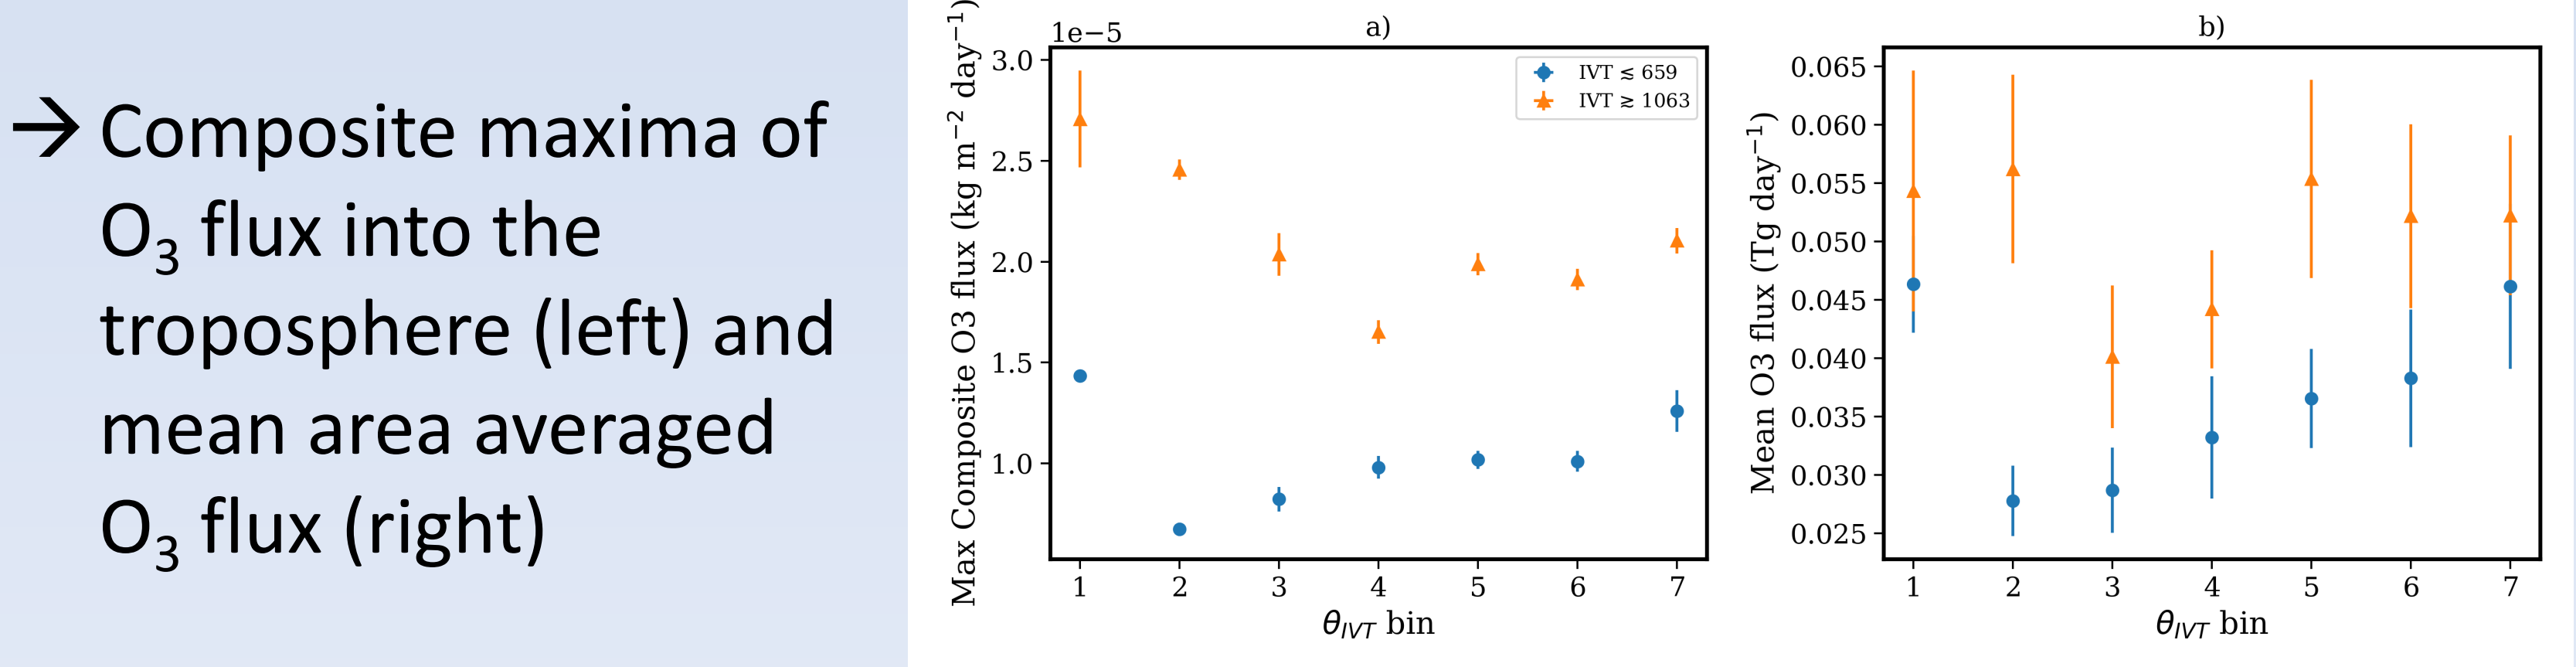 → Composite maxima of
O₃ flux into the
troposphere (left) and
mean area averaged
O₃ flux (right)
a)
1e−5
Max Composite O3 flux (kg m⁻² day⁻¹)
3.0
2.5
2.0
1.5
1.0
IVT ≲ 659
IVT ≳ 1063
1 2 3 4 5 6 7
θ_IVT bin
b)
Mean O3 flux (Tg day⁻¹)
0.065
0.060
0.055
0.050
0.045
0.040
0.035
0.030
0.025
1 2 3 4 5 6 7
θ_IVT bin